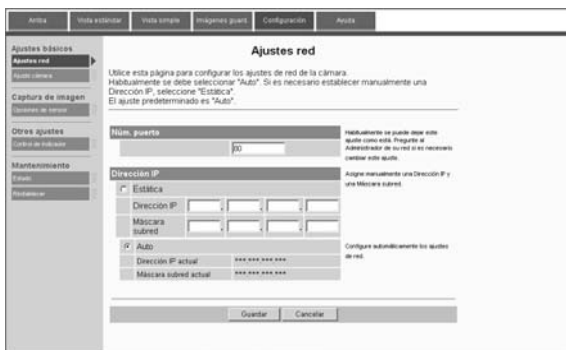 Arriba Vista estándar Vista simple Imágenes guard. Configuración Ayuda
Ajustes básicos
Ajustes red
Ajuste cámara
Captura de imagen
Opciones de sensor
Otros ajustes
Control de Indicador
Mantenimiento
Estado
Restablecer
Ajustes red
Utilice esta página para configurar los ajustes de red de la cámara.
Habitualmente se debe seleccionar "Auto". Si es necesario establecer manualmente una
Dirección IP, seleccione "Estática".
El ajuste predeterminado es "Auto".
Núm. puerto
80
Habitualmente se puede dejar este
ajuste como está. Pregunte al
Administrador de su red si es necesario
cambiar este ajuste.
Dirección IP
Estática
Dirección IP . . .
Máscara
subred . . .
Asigne manualmente una Dirección IP y
una Máscara subred.
Auto
Dirección IP actual ***.***.***.***
Máscara subred actual ***.***.***.***
Configure automáticamente los ajustes
de red.
Guardar Cancelar